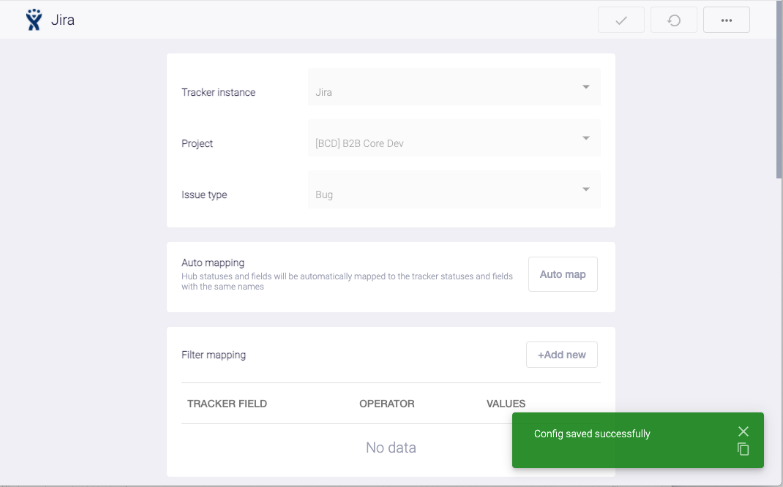 Jira
Tracker instance
Jira
Project
[BCD] B2B Core Dev
Issue type
Bug
Auto mapping
Hub statuses and fields will be automatically mapped to the tracker statuses and fields
with the same names
Auto map
Filter mapping
+Add new
TRACKER FIELD OPERATOR VALUES
No data
Config saved successfully